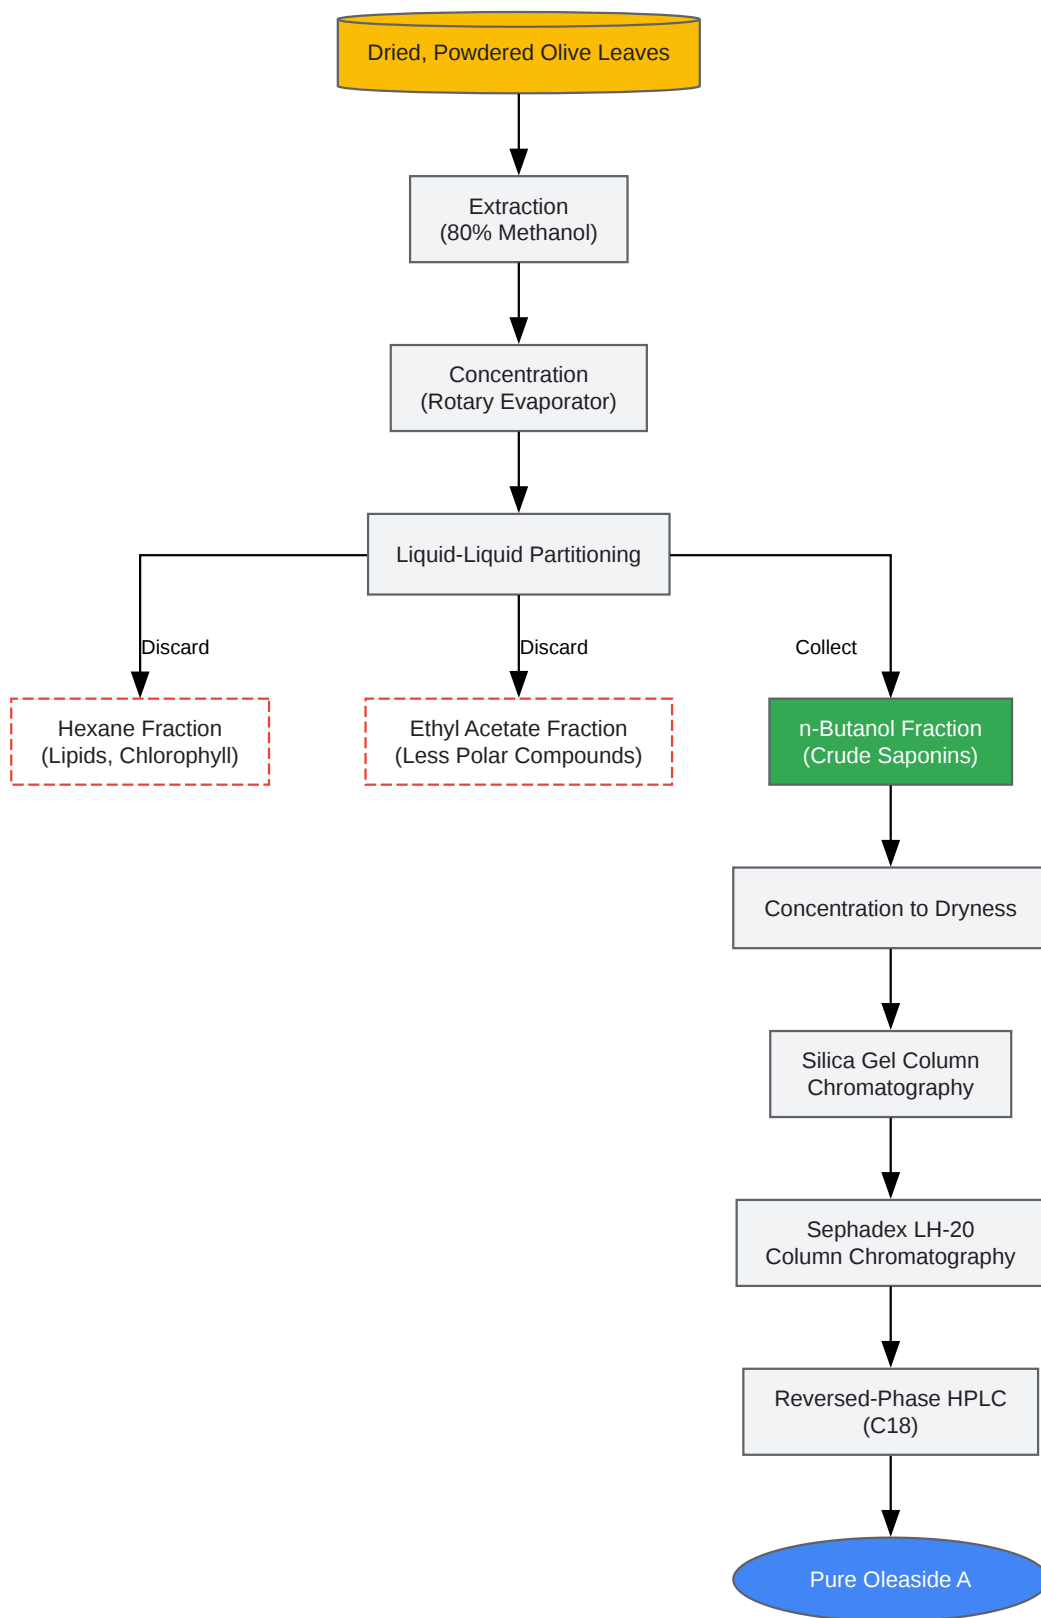 Dried, Powdered Olive Leaves
Extraction
(80% Methanol)
Concentration
(Rotary Evaporator)
Liquid-Liquid Partitioning
Discard
Discard
Collect
Hexane Fraction
(Lipids, Chlorophyll)
Ethyl Acetate Fraction
(Less Polar Compounds)
n-Butanol Fraction
(Crude Saponins)
Concentration to Dryness
Silica Gel Column
Chromatography
Sephadex LH-20
Column Chromatography
Reversed-Phase HPLC
(C18)
Pure Oleaside A